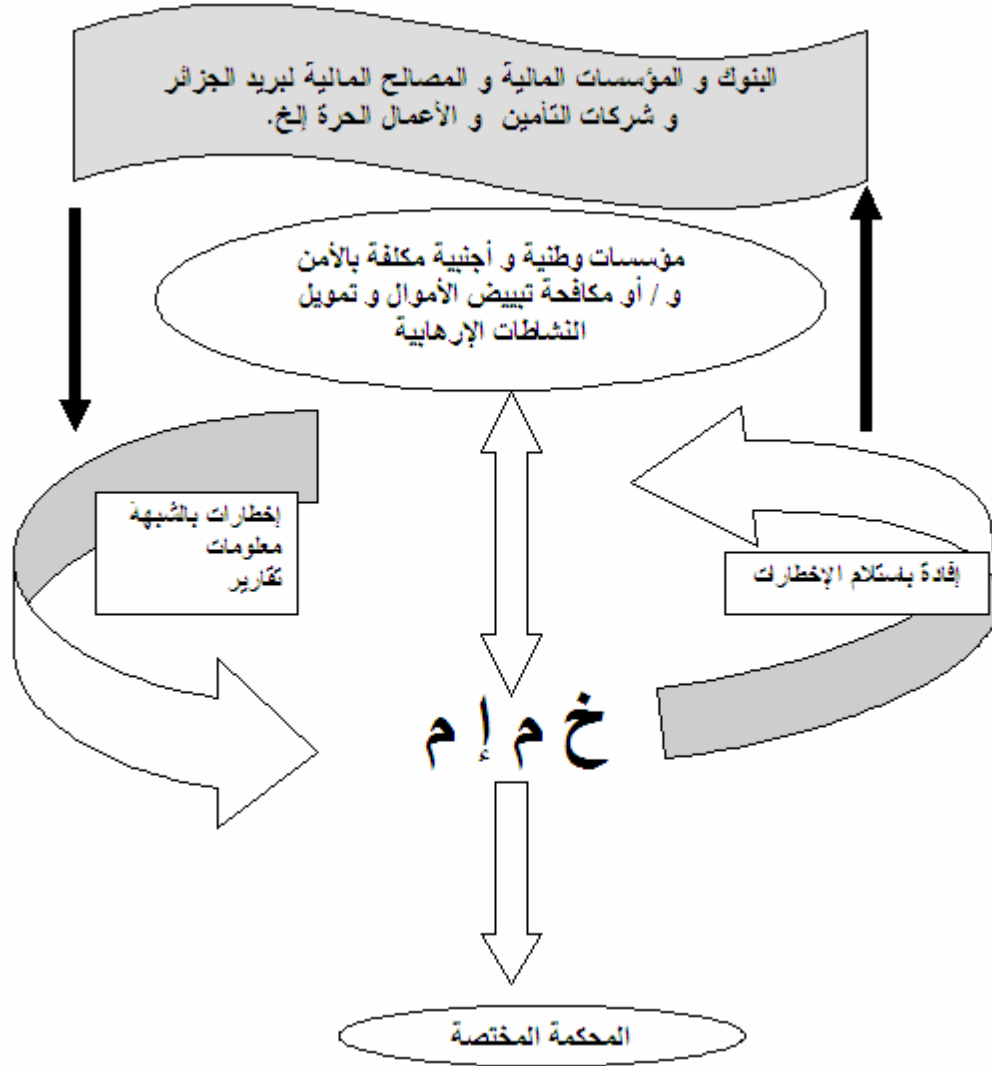 البنوك و المؤسسات المالية و المصالح المالية لبريد الجزائر
و شركات التأمين و الأعمال الحرة إلخ.
مؤسسات وطنية و أجنبية مكلفة بالأمن
و / أو مكافحة تبييض الأموال و تمويل
النشاطات الإرهابية
إخطارات بالشبهة
معلومات
تقارير
إفادة باستلام الإخطارات
خ م إ م
المحكمة المختصة